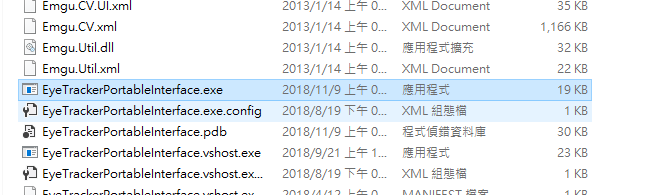 Emgu.CV.UI.xml 2013/1/14 上午 0... XML Document 35 KB
Emgu.CV.xml 2013/1/14 上午 0... XML Document 1,166 KB
Emgu.Util.dll 2013/1/14 上午 0... 應用程式擴充 32 KB
Emgu.Util.xml 2013/1/14 上午 0... XML Document 22 KB
EyeTrackerPortableInterface.exe 2018/11/9 上午 0... 應用程式 19 KB
EyeTrackerPortableInterface.exe.config 2018/8/19 下午 0... XML 組態檔 1 KB
EyeTrackerPortableInterface.pdb 2018/11/9 上午 0... 程式偵錯資料庫 30 KB
EyeTrackerPortableInterface.vshost.exe 2018/9/21 上午 1... 應用程式 23 KB
EyeTrackerPortableInterface.vshost.ex... 2018/8/19 下午 0... XML 組態檔 1 KB
EyeTrackerPortableInterface.vshost.ex... 2018/4/12 上午 0... MANIFEST 檔案 1 KB